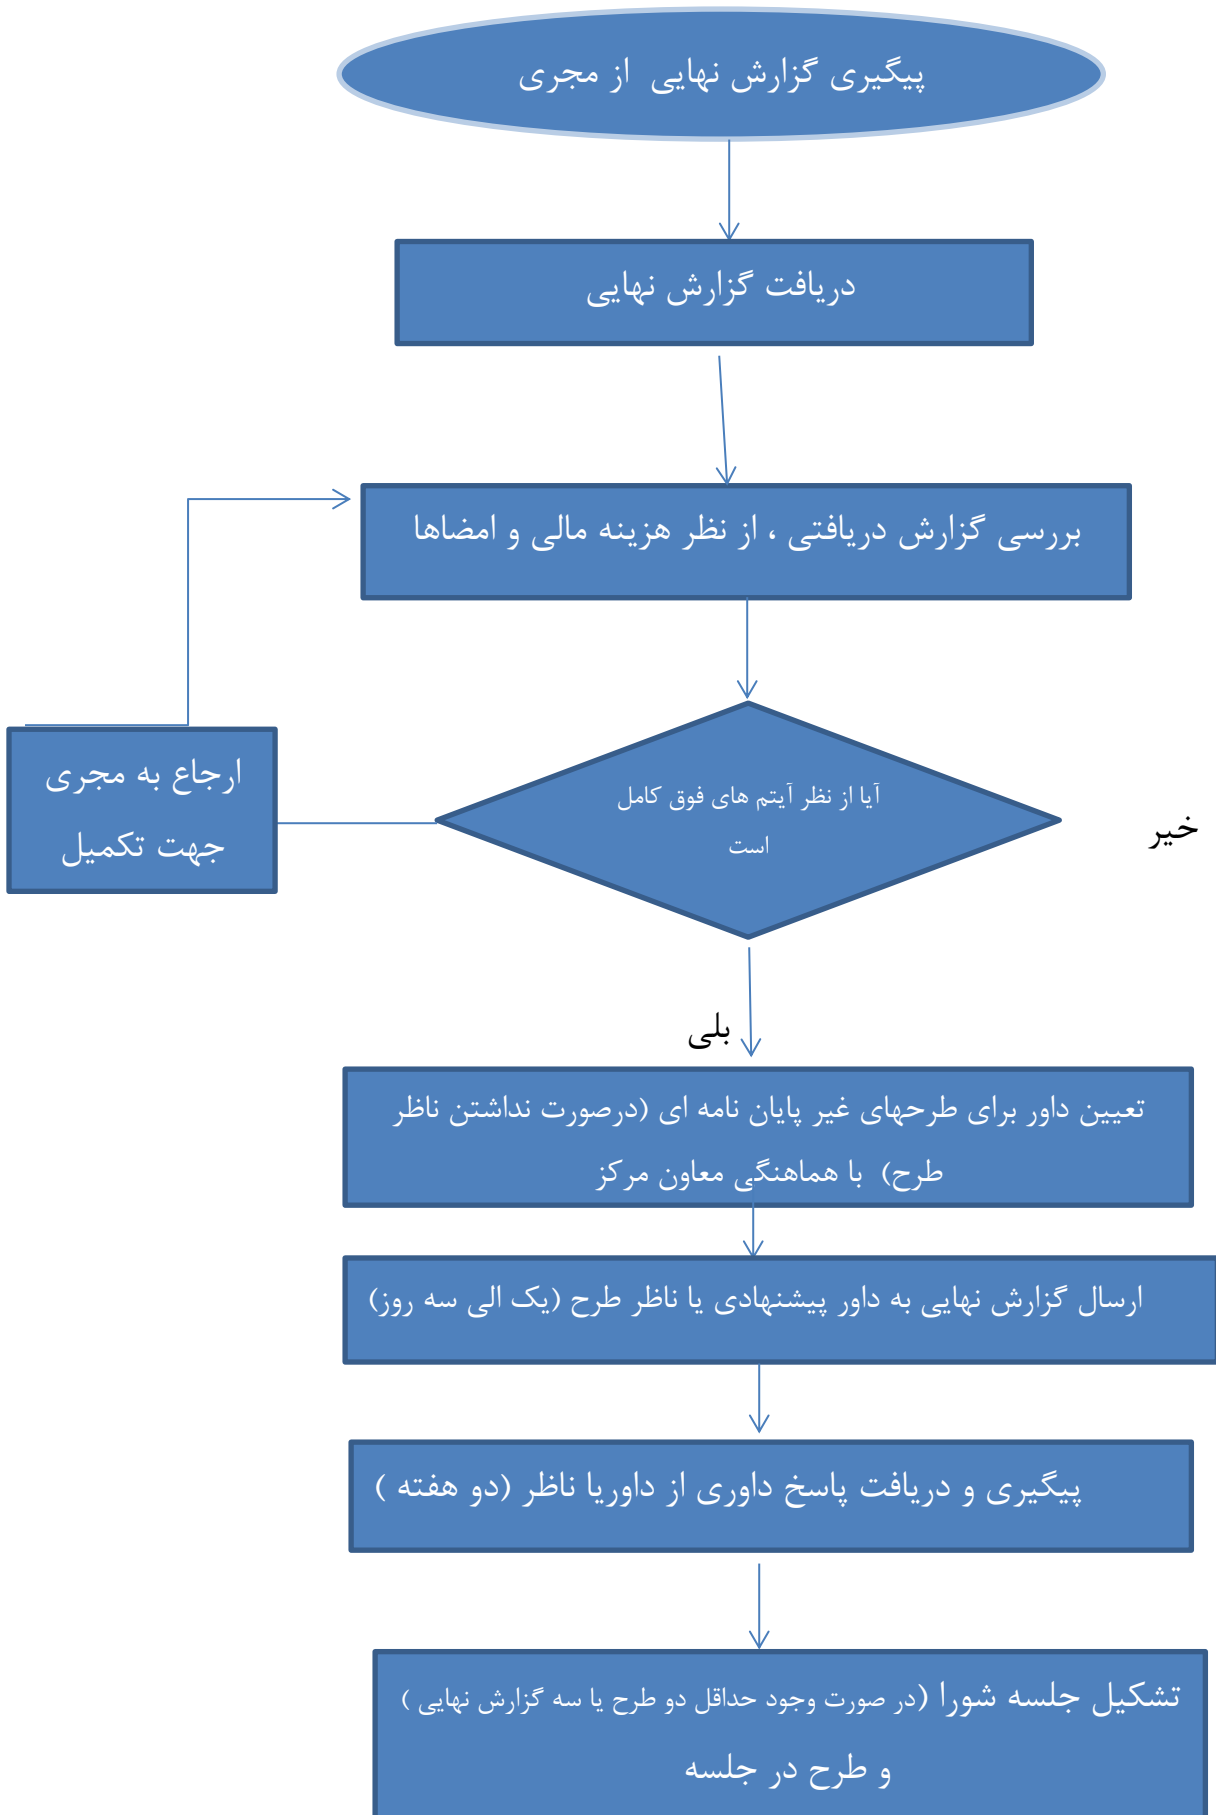 پیگیری گزارش نهایی از مجری
دریافت گزارش نهایی
بررسی گزارش دریافتی ، از نظر هزینه مالی و امضاها
آیا از نظر آیتم های فوق کامل
است
خیر
ارجاع به مجری
جهت تکمیل
بلی
تعیین داور برای طرحهای غیر پایان نامه ای (درصورت نداشتن ناظر
طرح) با هماهنگی معاون مرکز
ارسال گزارش نهایی به داور پیشنهادی یا ناظر طرح (یک الی سه روز)
پیگیری و دریافت پاسخ داوری از داوریا ناظر (دو هفته )
تشکیل جلسه شورا (در صورت وجود حداقل دو طرح یا سه گزارش نهایی )
و طرح در جلسه